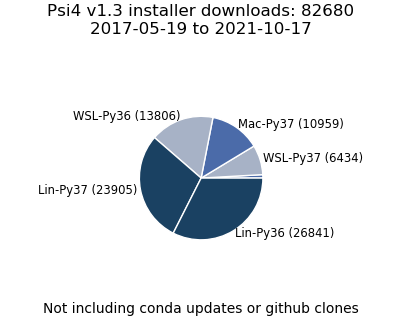 Psi4 v1.3 installer downloads: 82680
2017-05-19 to 2021-10-17
WSL-Py36 (13806)
Mac-Py37 (10959)
WSL-Py37 (6434)
Lin-Py37 (23905)
Lin-Py36 (26841)
Not including conda updates or github clones